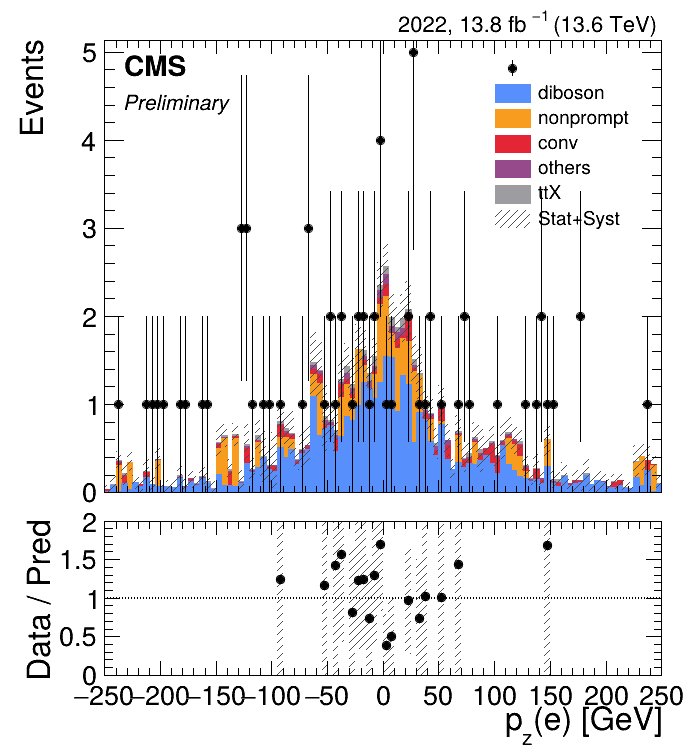 2022, 13.8 fb⁻¹ (13.6 TeV)
Events
CMS
Preliminary
diboson
nonprompt
conv
others
ttX
Stat+Syst
5
4
3
2
1
0
Data / Pred
2
1.5
1
0.5
0
−250 −200 −150 −100 −50 0 50 100 150 200 250
p_z(e) [GeV]